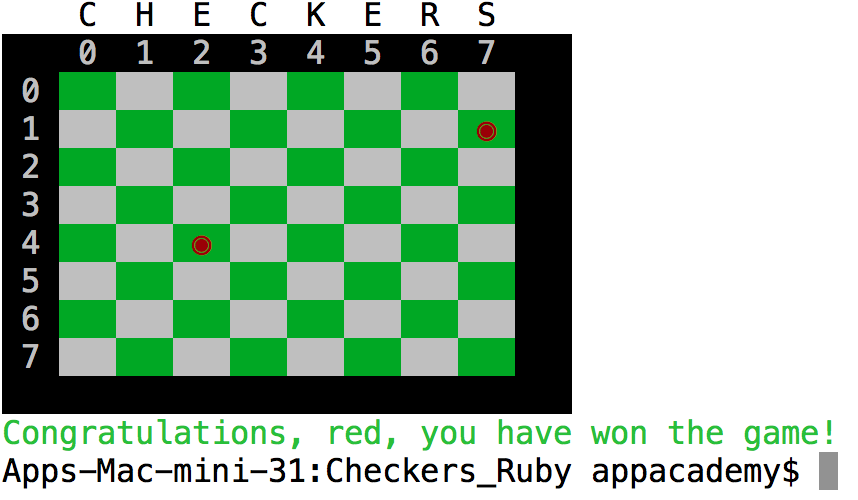 C H E C K E R S
0 1 2 3 4 5 6 7
0
1
2
3
4
5
6
7
Congratulations, red, you have won the game!
Apps-Mac-mini-31:Checkers_Ruby appacademy$